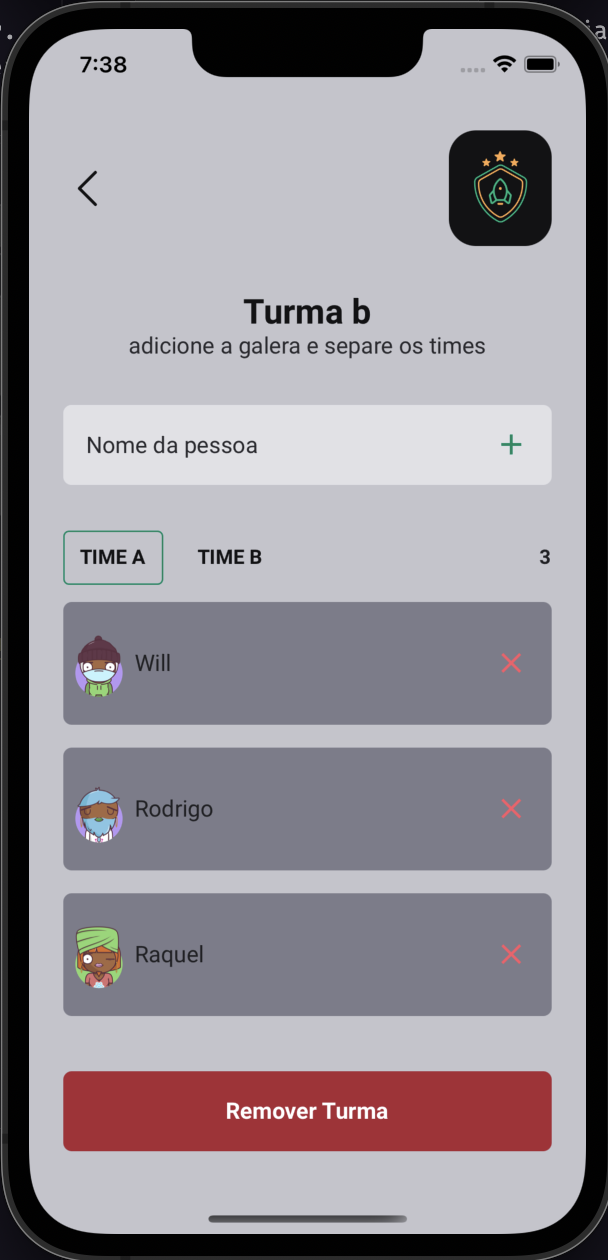 7:38
Turma b
adicione a galera e separe os times
Nome da pessoa
TIME A TIME B 3
Will
Rodrigo
Raquel
Remover Turma